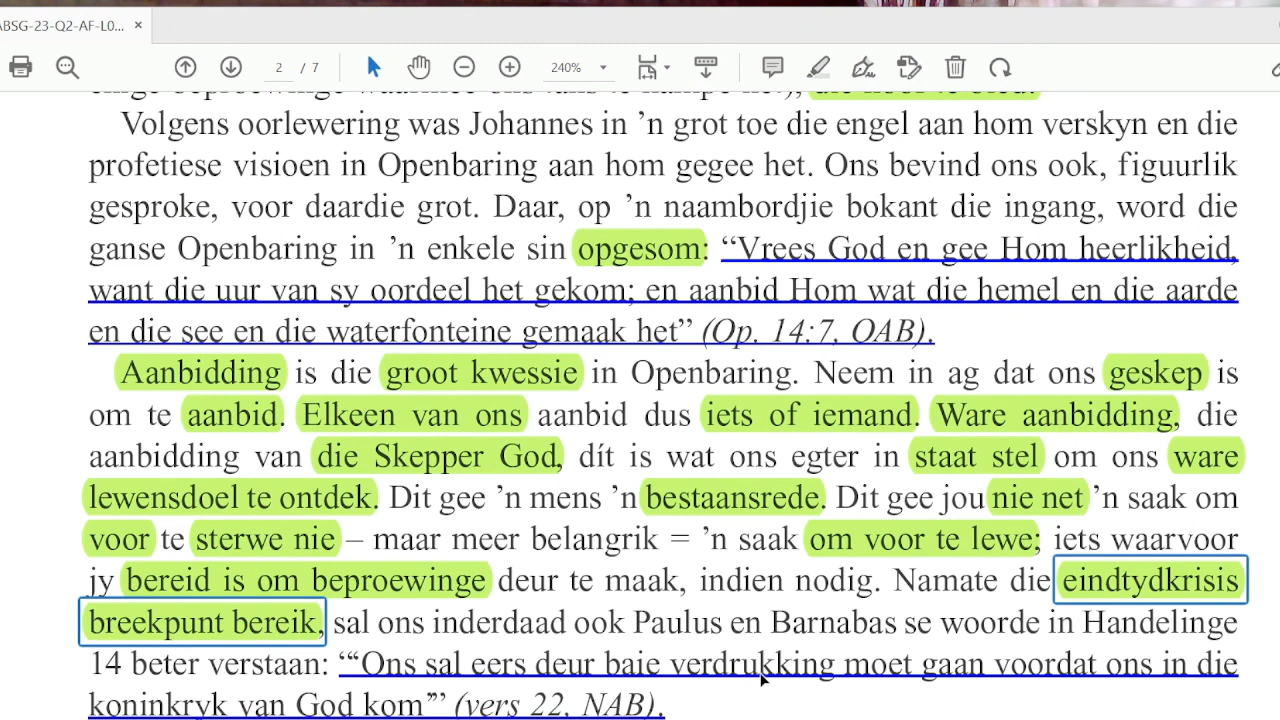 ABSG-23-Q2-AF-L0... ×
2 / 7 240%
Volgens oorlewering was Johannes in ’n grot toe die engel aan hom verskyn en die
profetiese visioen in Openbaring aan hom gegee het. Ons bevind ons ook, figuurlik
gesproke, voor daardie grot. Daar, op ’n naambordjie bokant die ingang, word die
ganse Openbaring in ’n enkele sin opgesom: “Vrees God en gee Hom heerlikheid,
want die uur van sy oordeel het gekom; en aanbid Hom wat die hemel en die aarde
en die see en die waterfonteine gemaak het” (Op. 14:7, OAB).
Aanbidding is die groot kwessie in Openbaring. Neem in ag dat ons geskep is
om te aanbid. Elkeen van ons aanbid dus iets of iemand. Ware aanbidding, die
aanbidding van die Skepper God, dít is wat ons egter in staat stel om ons ware
lewensdoel te ontdek. Dit gee ’n mens ’n bestaansrede. Dit gee jou nie net ’n saak om
voor te sterwe nie – maar meer belangrik = ’n saak om voor te lewe; iets waarvoor
jy bereid is om beproewinge deur te maak, indien nodig. Namate die eindtydkrisis
breekpunt bereik, sal ons inderdaad ook Paulus en Barnabas se woorde in Handelinge
14 beter verstaan: ‘“Ons sal eers deur baie verdrukking moet gaan voordat ons in die
koninkryk van God kom”’ (vers 22, NAB).